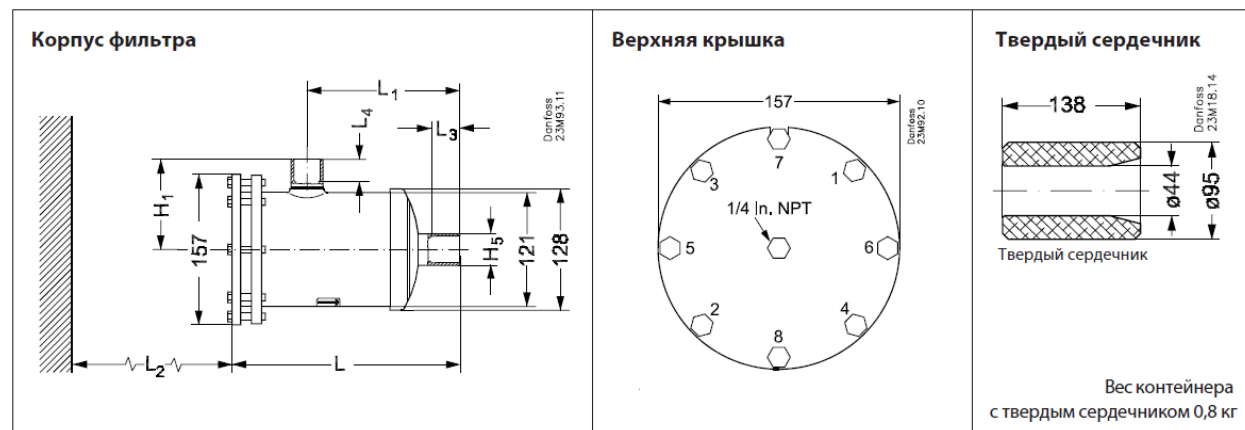 Корпус фильтра
L₁
L₄
L₃
Danfoss
23M93.11
H₁
157
H₅
121
128
L₂
L
Верхняя крышка
157
Danfoss
23M92.10
7
3
1
1/4 In. NPT
5
6
2
4
8
Твердый сердечник
138
Danfoss
23M18.14
ø44
ø95
Твердый сердечник
Вес контейнера
с твердым сердечником 0,8 кг